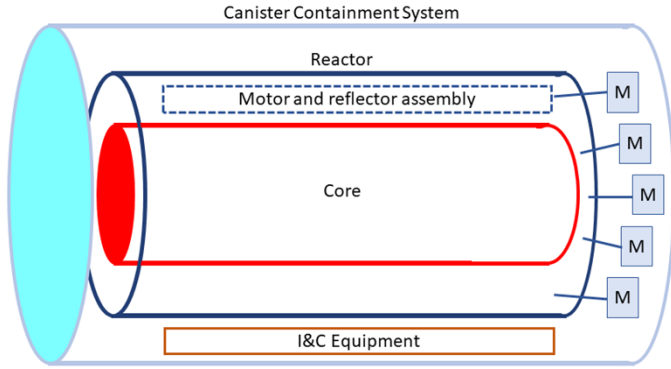 Canister Containment System
Reactor
Motor and reflector assembly
M
M
Core
M
M
M
I&C Equipment